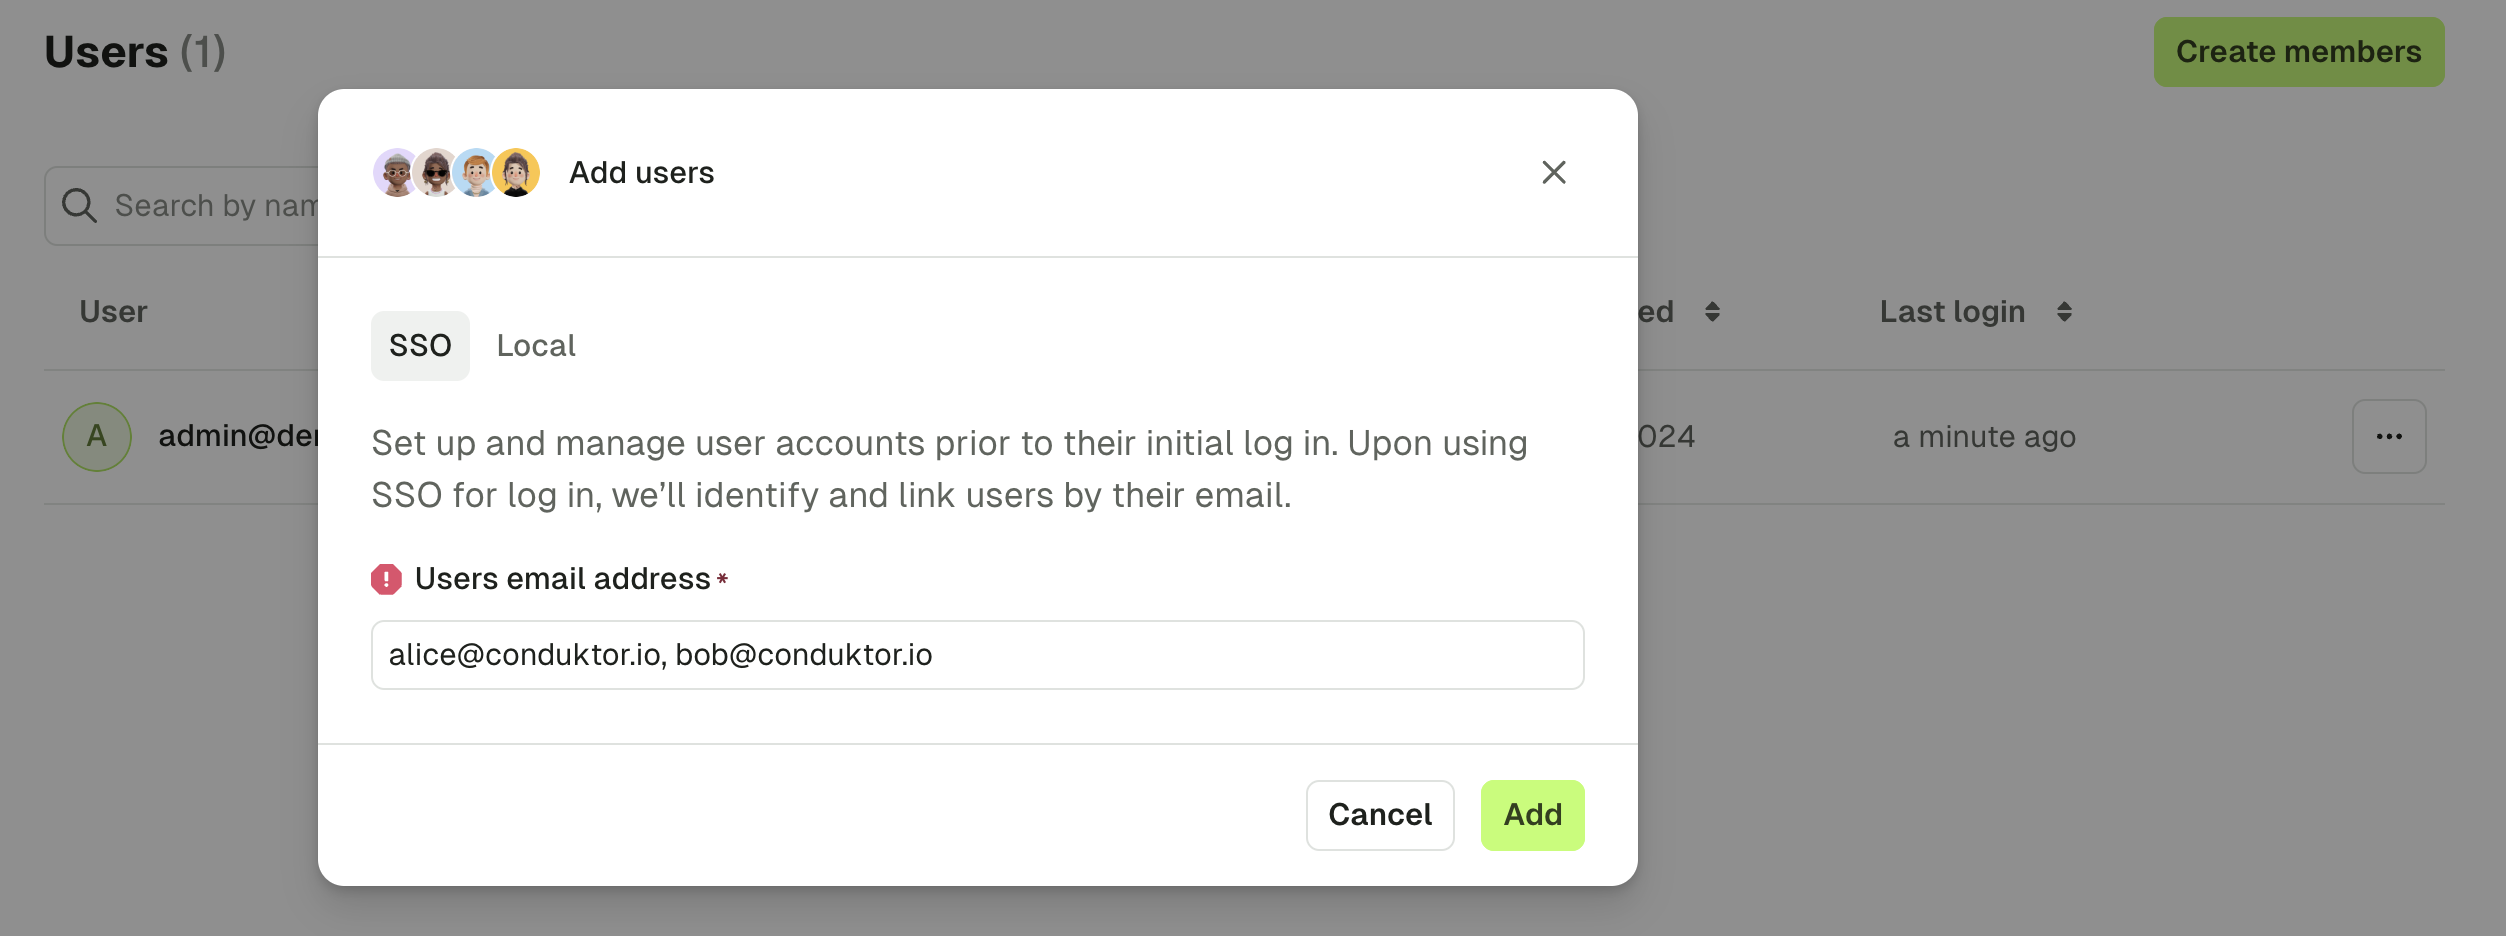 Users (1)
Create members
Add users
Search by nam
User
ed
Last login
SSO
Local
A
admin@der
024
a minute ago
Set up and manage user accounts prior to their initial log in. Upon using
SSO for log in, we’ll identify and link users by their email.
Users email address *
alice@conduktor.io, bob@conduktor.io
Cancel
Add